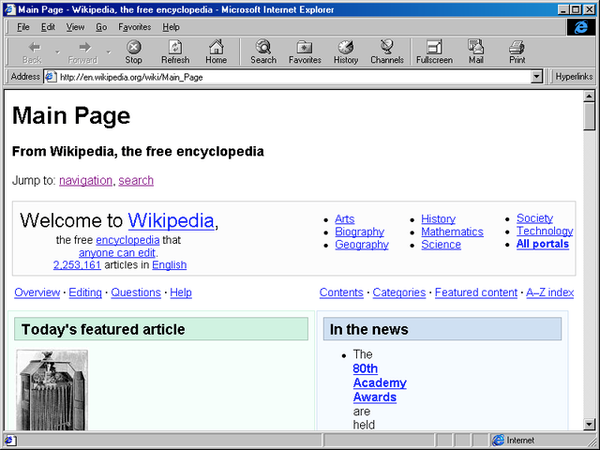 Main Page - Wikipedia, the free encyclopedia - Microsoft Internet Explorer
File Edit View Go Favorites Help
Back Forward Stop Refresh Home Search Favorites History Channels Fullscreen Mail Print
Address http://en.wikipedia.org/wiki/Main_Page Hyperlinks
Main Page
From Wikipedia, the free encyclopedia
Jump to: navigation, search
Welcome to Wikipedia,
the free encyclopedia that
anyone can edit.
2,253,161 articles in English
• Arts
• Biography
• Geography
• History
• Mathematics
• Science
• Society
• Technology
• All portals
Overview · Editing · Questions · Help
Contents · Categories · Featured content · A–Z index
Today's featured article
In the news
• The
80th
Academy
Awards
are
held
Internet